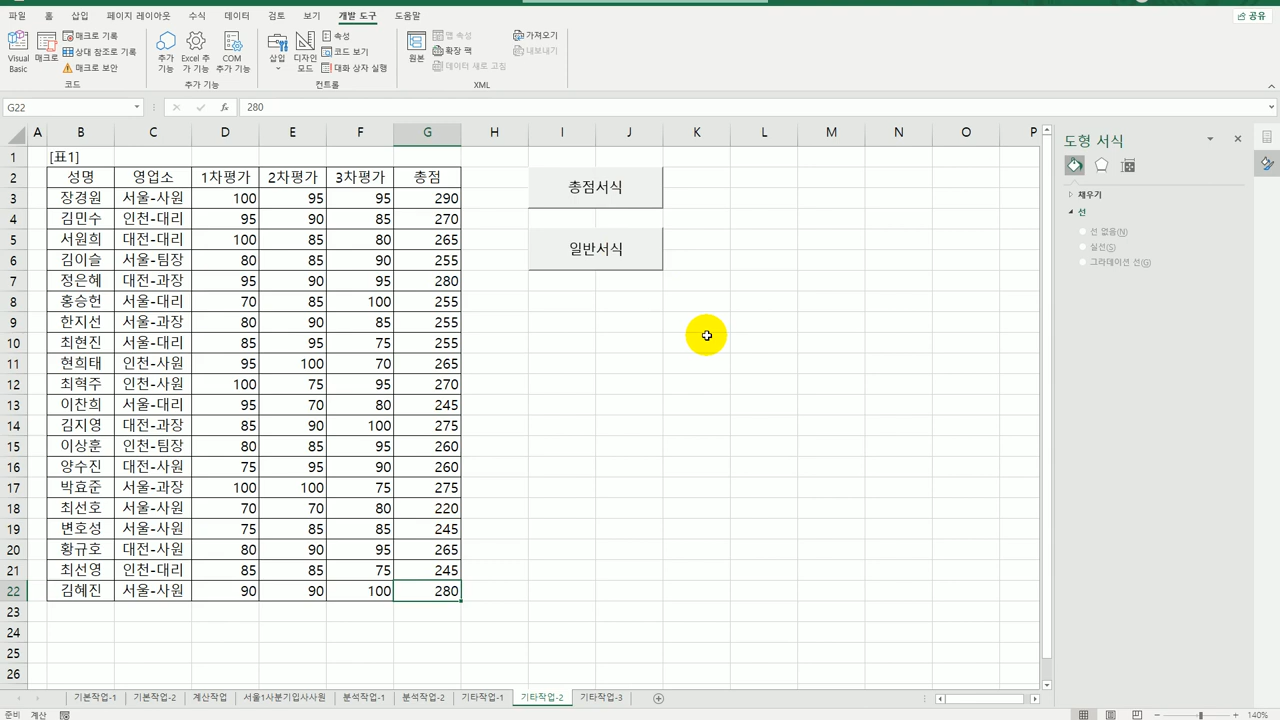 파일 홈 삽입 페이지 레이아웃 수식 데이터 검토 보기 개발 도구 도움말 공유
Visual Basic
매크로
매크로 기록
상대 참조로 기록
매크로 보안
코드
추가 기능
Excel 추가 기능
COM 추가 기능
추가 기능
삽입
디자인 모드
속성
코드 보기
대화 상자 실행
컨트롤
원본
맵 속성
확장 팩
데이터 새로 고침
가져오기
내보내기
XML
G22 fx 280
A B C D E F G H I J K L M N O P
1 [표1]
2 성명 영업소 1차평가 2차평가 3차평가 총점
3 장경원 서울-사원 100 95 95 290
4 김민수 인천-대리 95 90 85 270
5 서원희 대전-대리 100 85 80 265
6 김이슬 서울-팀장 80 85 90 255
7 정은혜 대전-과장 95 95 90 280
8 홍승헌 서울-대리 70 85 100 255
9 한지선 서울-과장 80 90 85 255
10 최현진 서울-대리 85 95 75 255
11 현희태 인천-사원 95 100 70 265
12 최혁주 인천-사원 100 75 95 270
13 이찬희 서울-대리 95 70 80 245
14 김지영 대전-과장 85 90 100 275
15 이상훈 인천-팀장 80 85 95 260
16 양수진 대전-사원 75 95 90 260
17 박효준 서울-과장 100 100 75 275
18 최선호 서울-사원 70 70 80 220
19 변호성 서울-사원 75 85 85 245
20 황규호 대전-사원 80 90 95 265
21 최선영 인천-대리 85 85 75 245
22 김혜진 서울-사원 90 90 100 280
23
24
25
26
총점서식
일반서식
도형 서식
채우기
선
선 없음(N)
실선(S)
그라데이션 선(G)
기본작업-1 기본작업-2 계산작업 서울1사분기입사사원 분석작업-1 분석작업-2 기타작업-1 기타작업-2 기타작업-3
준비 계산 140%